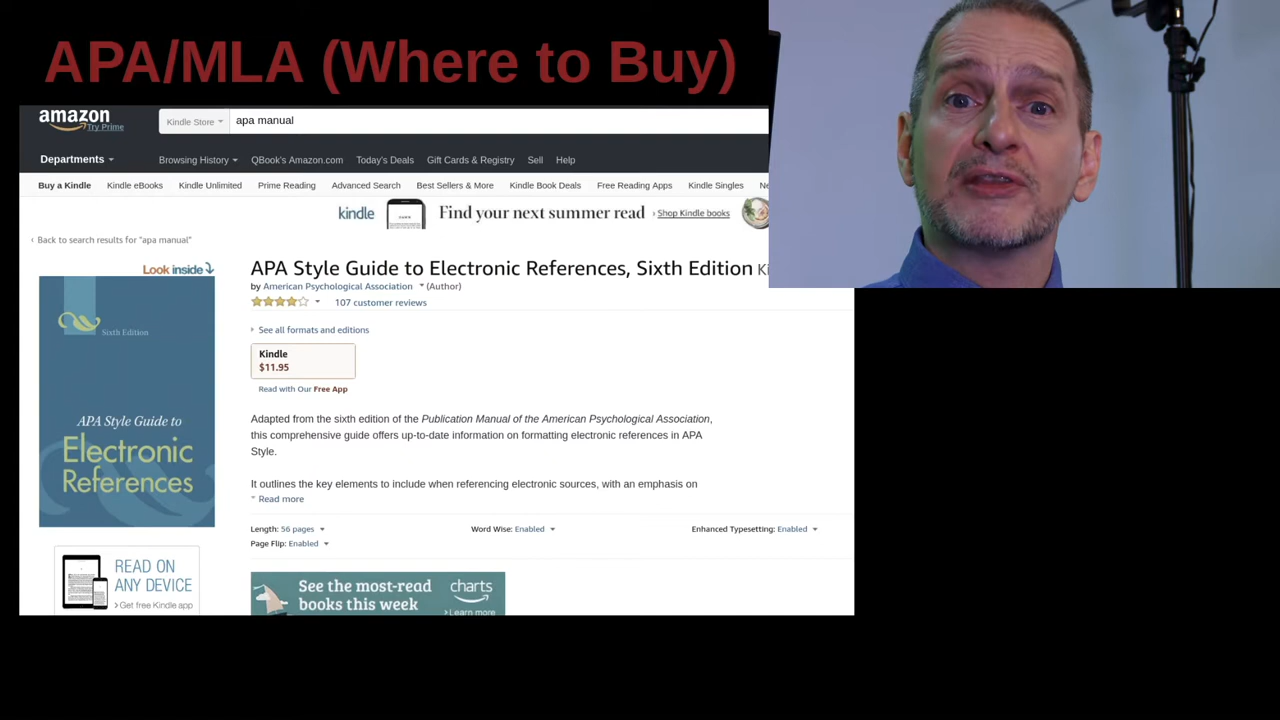 APA/MLA (Where to Buy)
amazon
Try Prime
Kindle Store
apa manual
Departments
Browsing History
QBook's Amazon.com
Today's Deals
Gift Cards & Registry
Sell
Help
Buy a Kindle
Kindle eBooks
Kindle Unlimited
Prime Reading
Advanced Search
Best Sellers & More
Kindle Book Deals
Free Reading Apps
Kindle Singles
kindle
Find your next summer read
› Shop Kindle books
‹ Back to search results for "apa manual"
Look inside
APA Style Guide to Electronic References, Sixth Edition
by American Psychological Association (Author)
107 customer reviews
See all formats and editions
Kindle
$11.95
Read with Our Free App
Sixth Edition
APA Style Guide to
Electronic
References
Adapted from the sixth edition of the Publication Manual of the American Psychological Association,
this comprehensive guide offers up-to-date information on formatting electronic references in APA
Style.
It outlines the key elements to include when referencing electronic sources, with an emphasis on
Read more
Length: 56 pages
Word Wise: Enabled
Enhanced Typesetting: Enabled
Page Flip: Enabled
READ ON
ANY DEVICE
› Get free Kindle app
See the most-read
books this week
charts
› Learn more